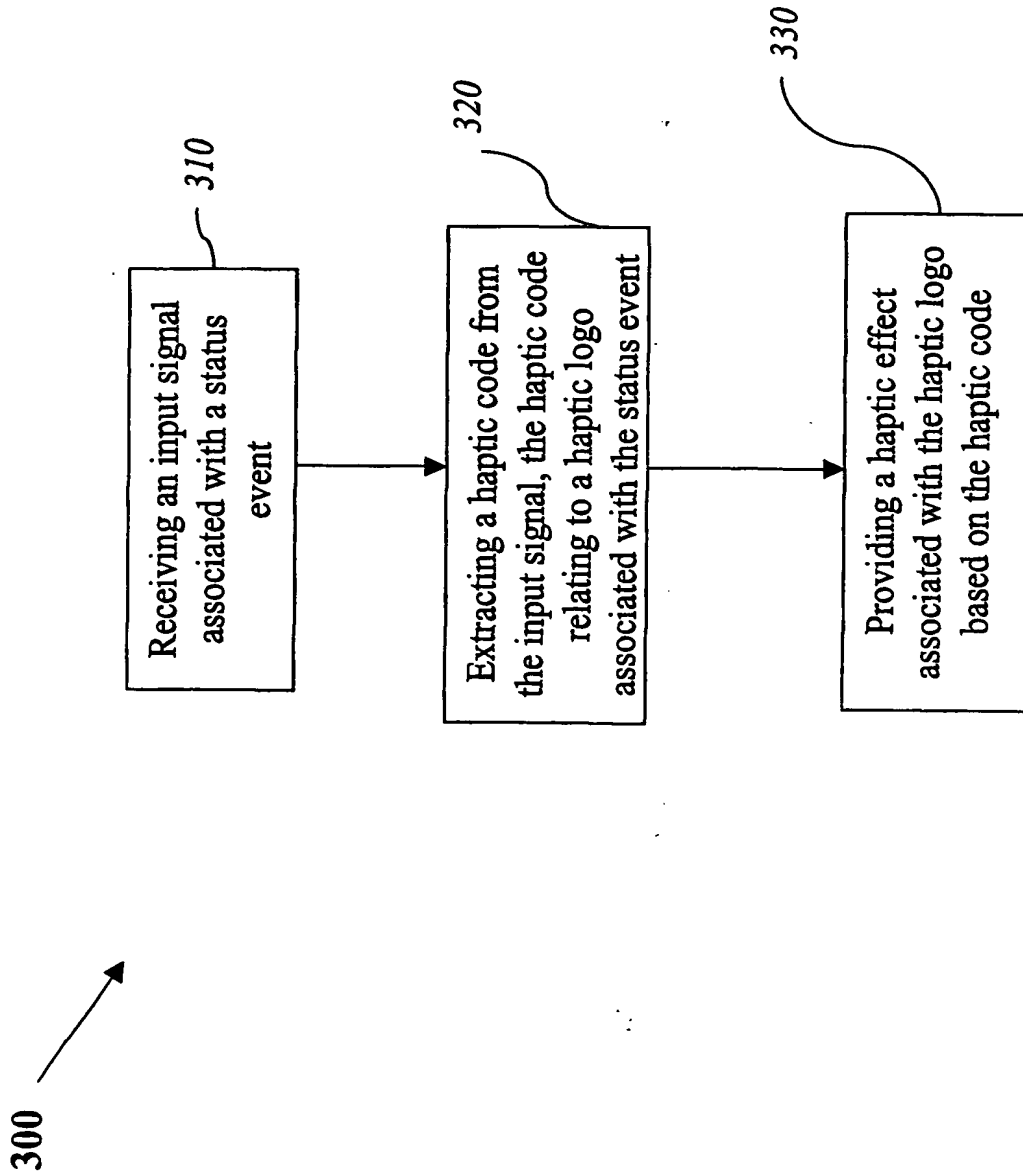 300
310
Receiving an input signal
associated with a status
event
320
Extracting a haptic code from
the input signal, the haptic code
relating to a haptic logo
associated with the status event
330
Providing a haptic effect
associated with the haptic logo
based on the haptic code